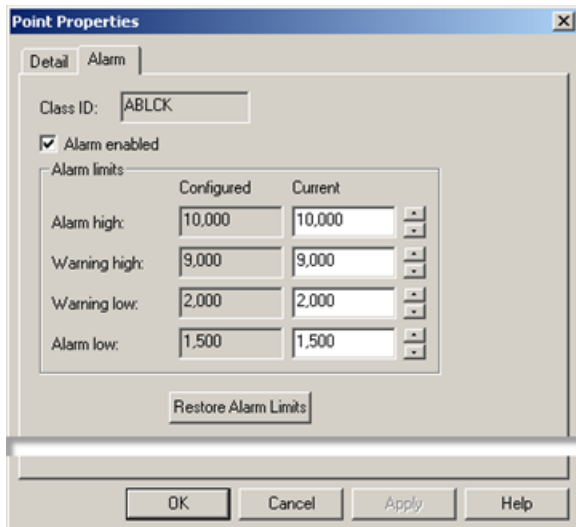 Point Properties
Detail Alarm
Class ID: ABLCK
Alarm enabled
Alarm limits
Configured Current
Alarm high: 10,000 10,000
Warning high: 9,000 9,000
Warning low: 2,000 2,000
Alarm low: 1,500 1,500
Restore Alarm Limits
OK Cancel Apply Help